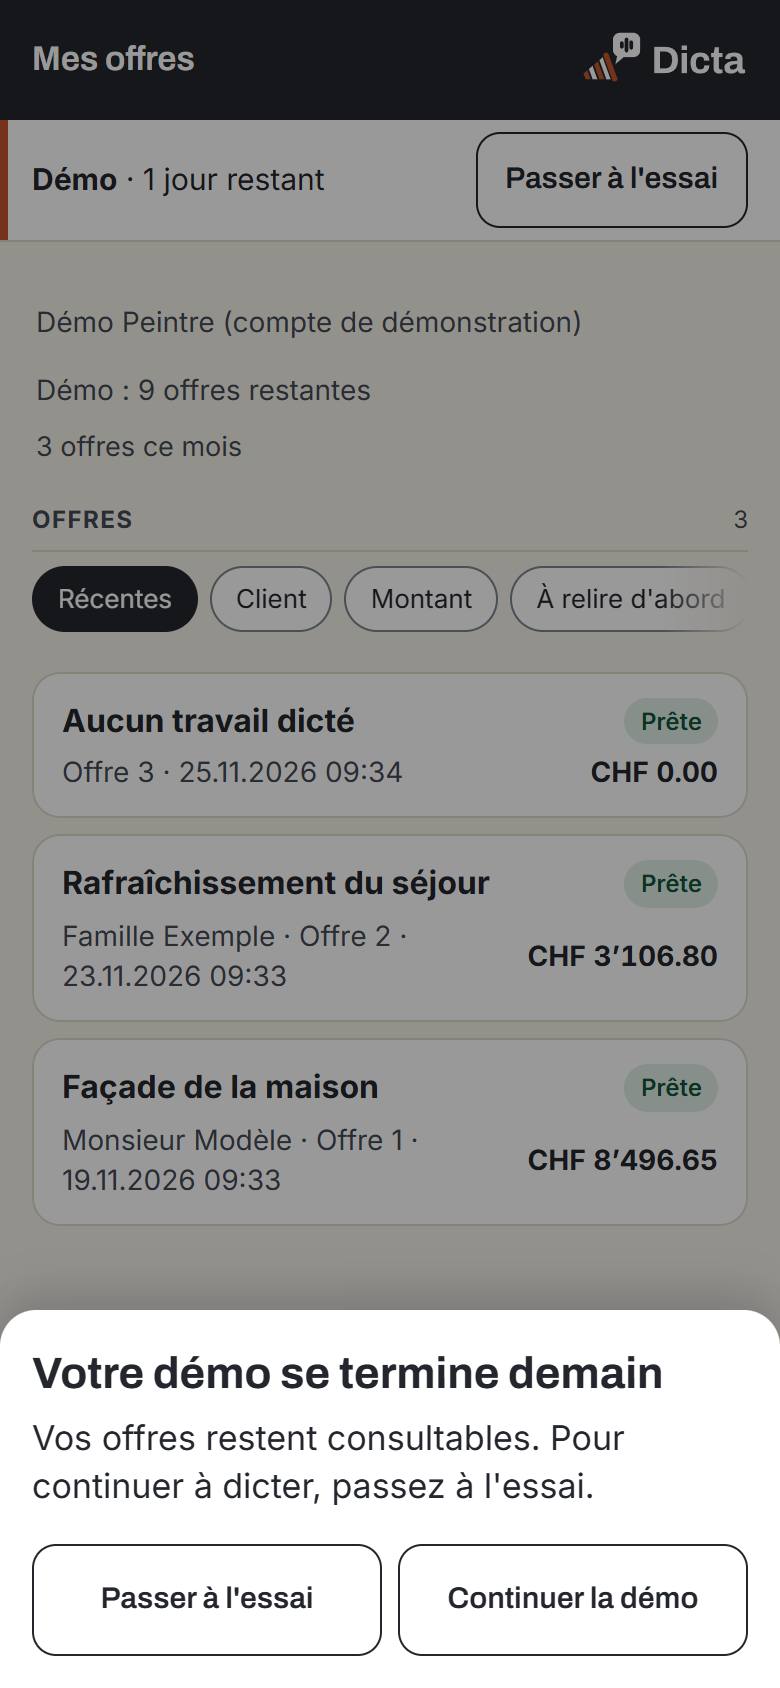 Mes offres
Dicta
Démo · 1 jour restant
Passer à l'essai
Démo Peintre (compte de démonstration)
Démo : 9 offres restantes
3 offres ce mois
OFFRES
3
Récentes
Client
Montant
À relire d'abord
Aucun travail dicté
Prête
Offre 3 · 25.11.2026 09:34
CHF 0.00
Rafraîchissement du séjour
Prête
Famille Exemple · Offre 2 ·
23.11.2026 09:33
CHF 3’106.80
Façade de la maison
Prête
Monsieur Modèle · Offre 1 ·
19.11.2026 09:33
CHF 8’496.65
Votre démo se termine demain
Vos offres restent consultables. Pour
continuer à dicter, passez à l'essai.
Passer à l'essai
Continuer la démo